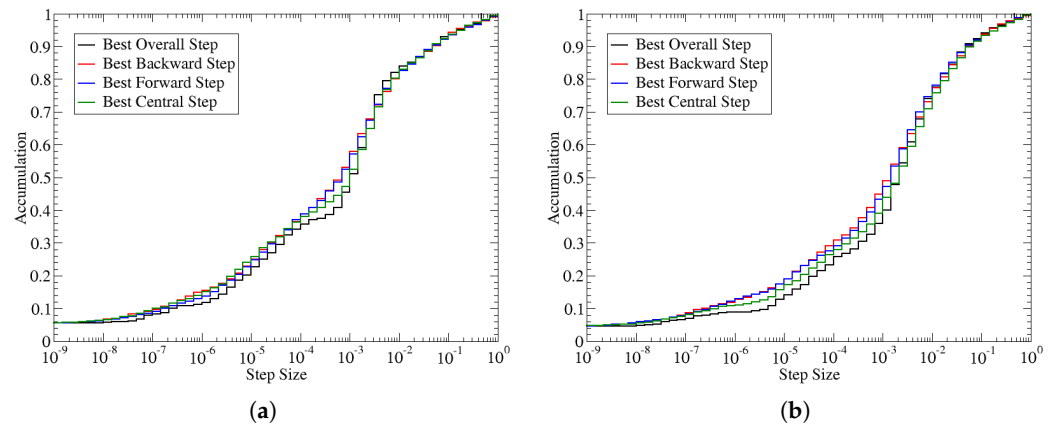 1
0.9
0.8
0.7
0.6
0.5
0.4
0.3
0.2
0.1
0
Accumulation
Best Overall Step
Best Backward Step
Best Forward Step
Best Central Step
10^-9 10^-8 10^-7 10^-6 10^-5 10^-4 10^-3 10^-2 10^-1 10^0
Step Size
(a)
1
0.9
0.8
0.7
0.6
0.5
0.4
0.3
0.2
0.1
0
Accumulation
Best Overall Step
Best Backward Step
Best Forward Step
Best Central Step
10^-9 10^-8 10^-7 10^-6 10^-5 10^-4 10^-3 10^-2 10^-1 10^0
Step Size
(b)